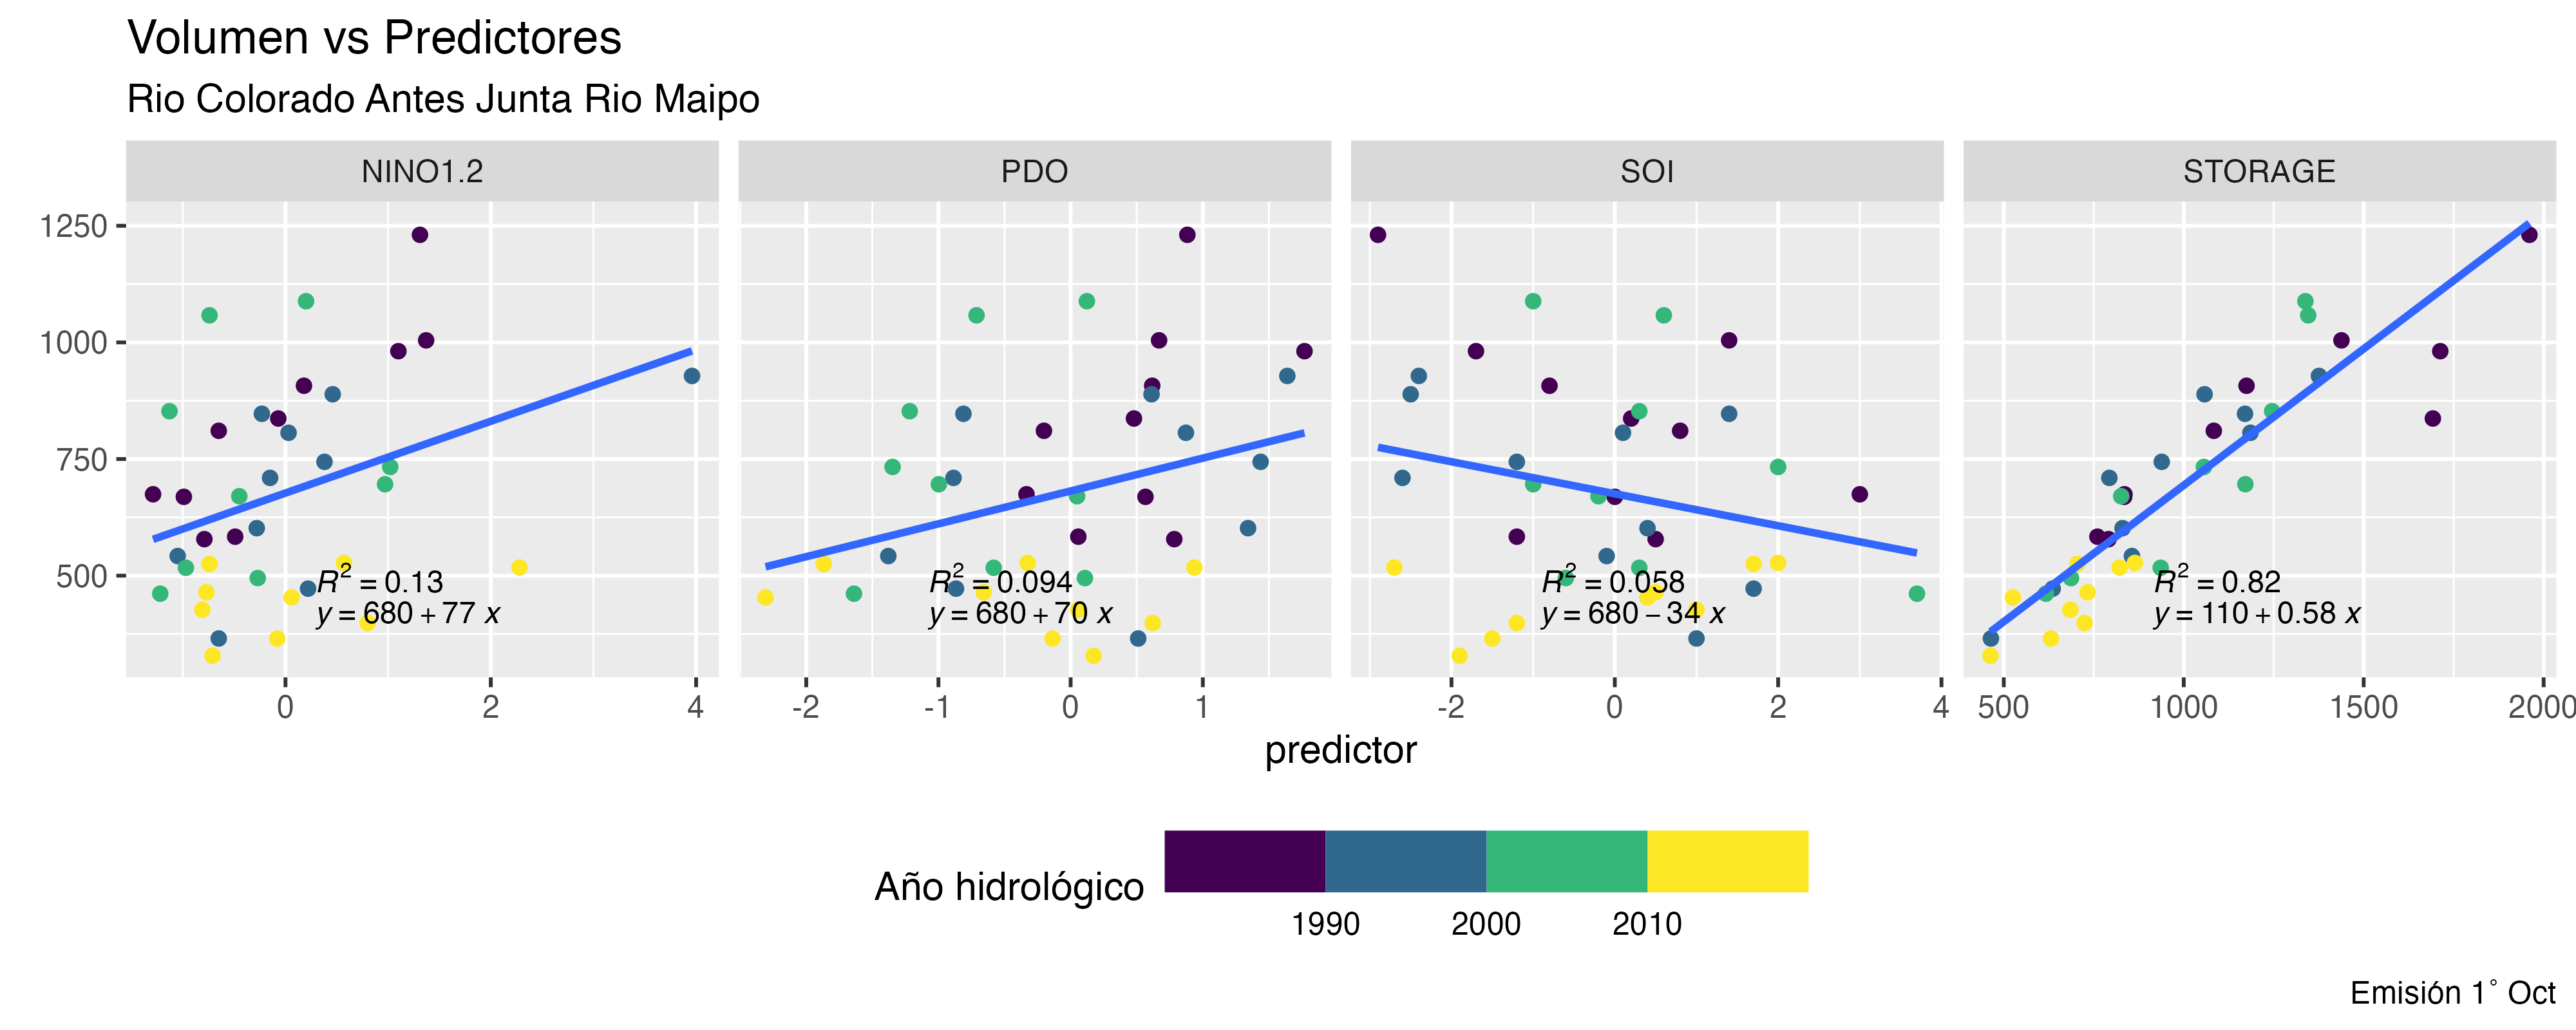 Volumen vs Predictores
Rio Colorado Antes Junta Rio Maipo
NINO1.2 PDO SOI STORAGE
1250
1000
750
500
R² = 0.13 R² = 0.094 R² = 0.058 R² = 0.82
y = 680 + 77 x y = 680 + 70 x y = 680 − 34 x y = 110 + 0.58 x
0 2 4 -2 -1 0 1 -2 0 2 4 500 1000 1500 2000
predictor
Año hidrológico
1990 2000 2010
Emisión 1° Oct